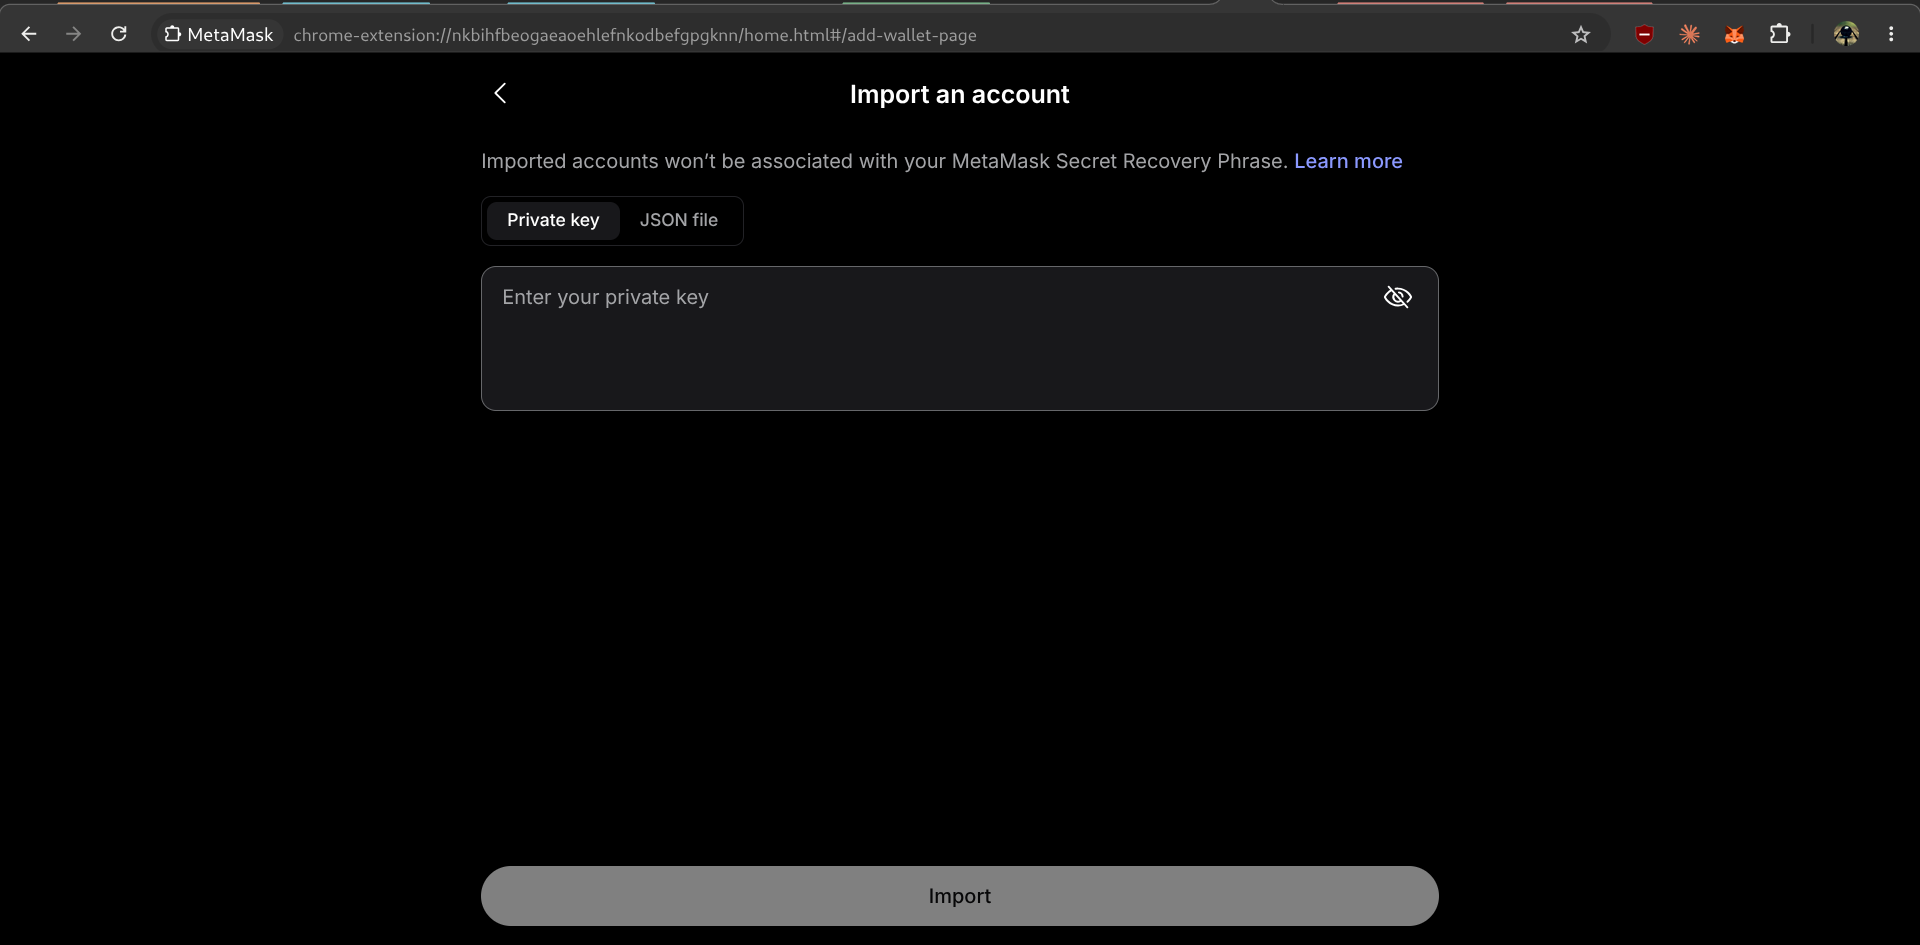 MetaMask chrome-extension://nkbihfbeogaeaoehlefnkodbefgpgknn/home.html#/add-wallet-page
Import an account
Imported accounts won’t be associated with your MetaMask Secret Recovery Phrase. Learn more
Private key JSON file
Enter your private key
Import